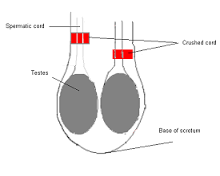 Spermatic cord
Crushed cord
Testes
Base of scrotum